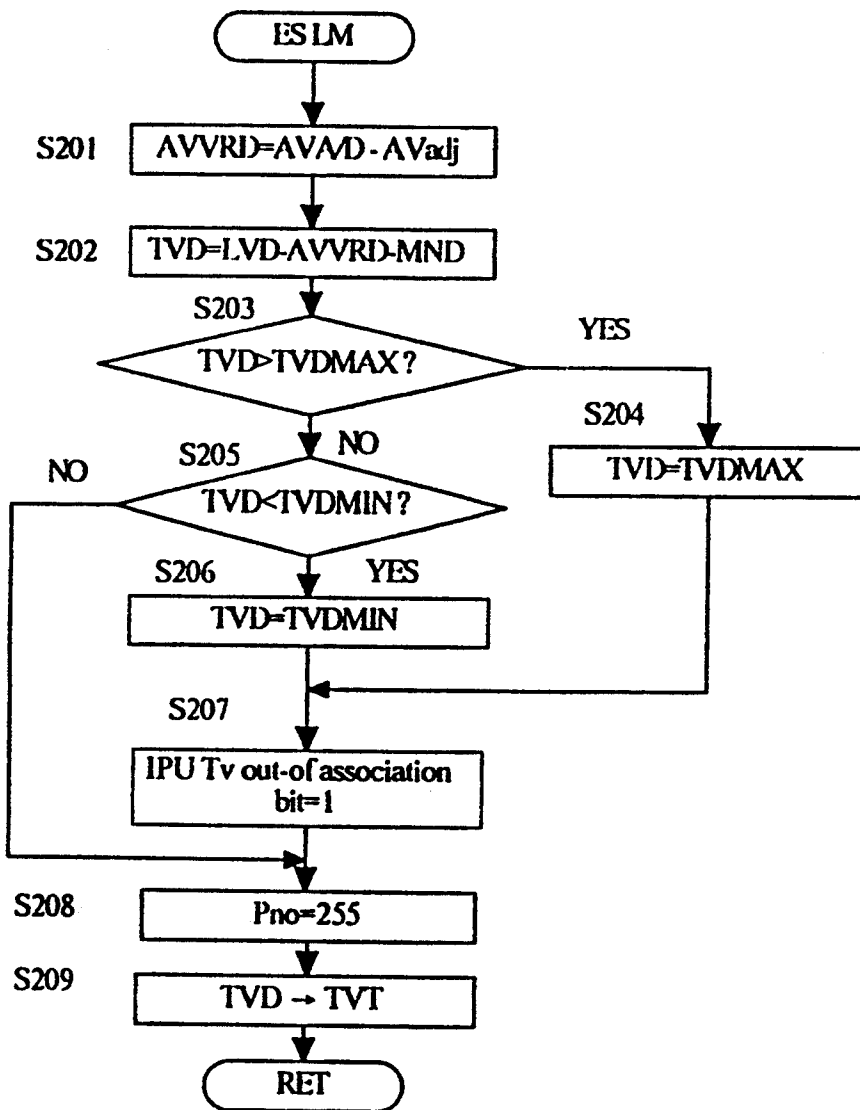 ES LM
S201
AVVRD=AVAVD - AVadj
S202
TVD=LVD-AVVRD-MND
S203
TVD>TVDMAX?
YES
S204
TVD=TVDMAX
NO
S205
NO
TVD<TVDMIN?
S206
YES
TVD=TVDMIN
S207
IPU Tv out-of association
bit=1
S208
Pno=255
S209
TVD → TVT
RET